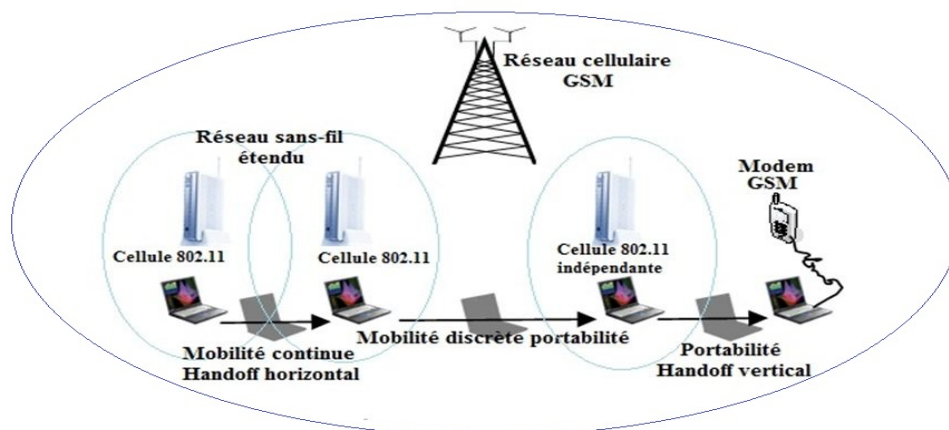 Réseau cellulaire
GSM
Réseau sans-fil
étendu
Modem
GSM
Cellule 802.11
Cellule 802.11
Cellule 802.11
indépendante
Mobilité continue
Handoff horizontal
Mobilité discrète portabilité
Portabilité
Handoff vertical